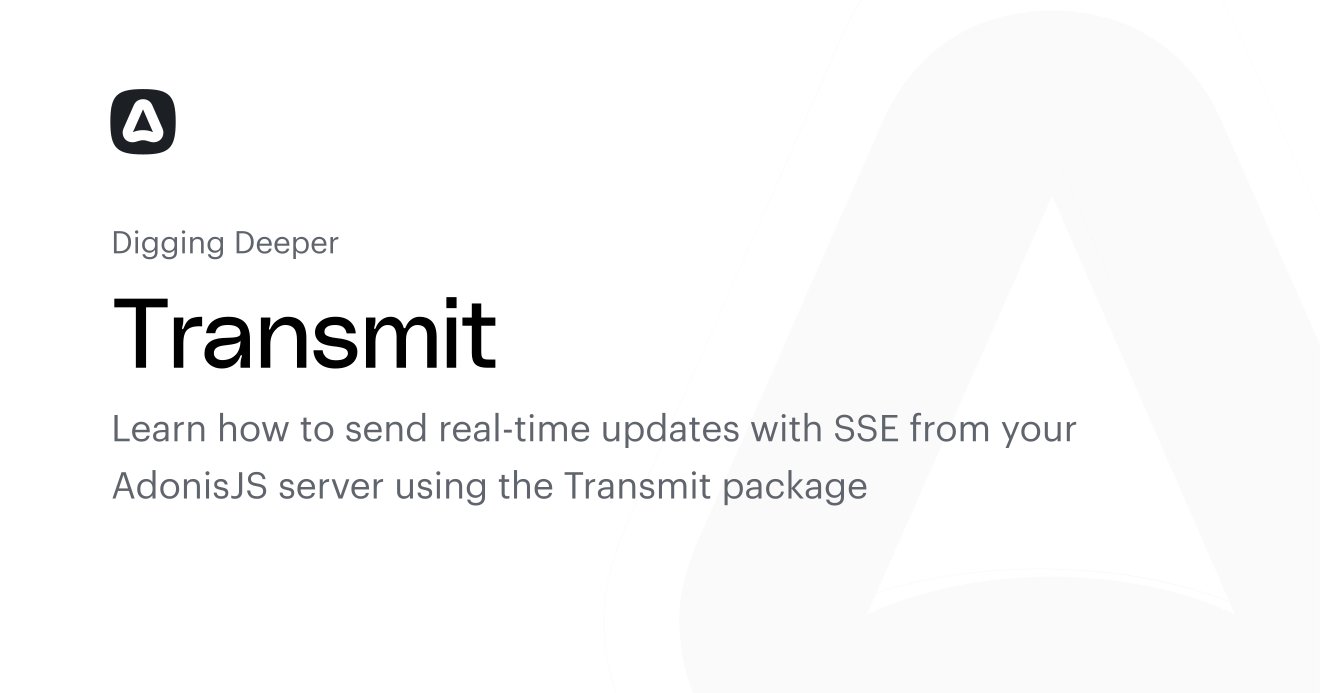 Digging Deeper
Transmit
Learn how to send real-time updates with SSE from your
AdonisJS server using the Transmit package